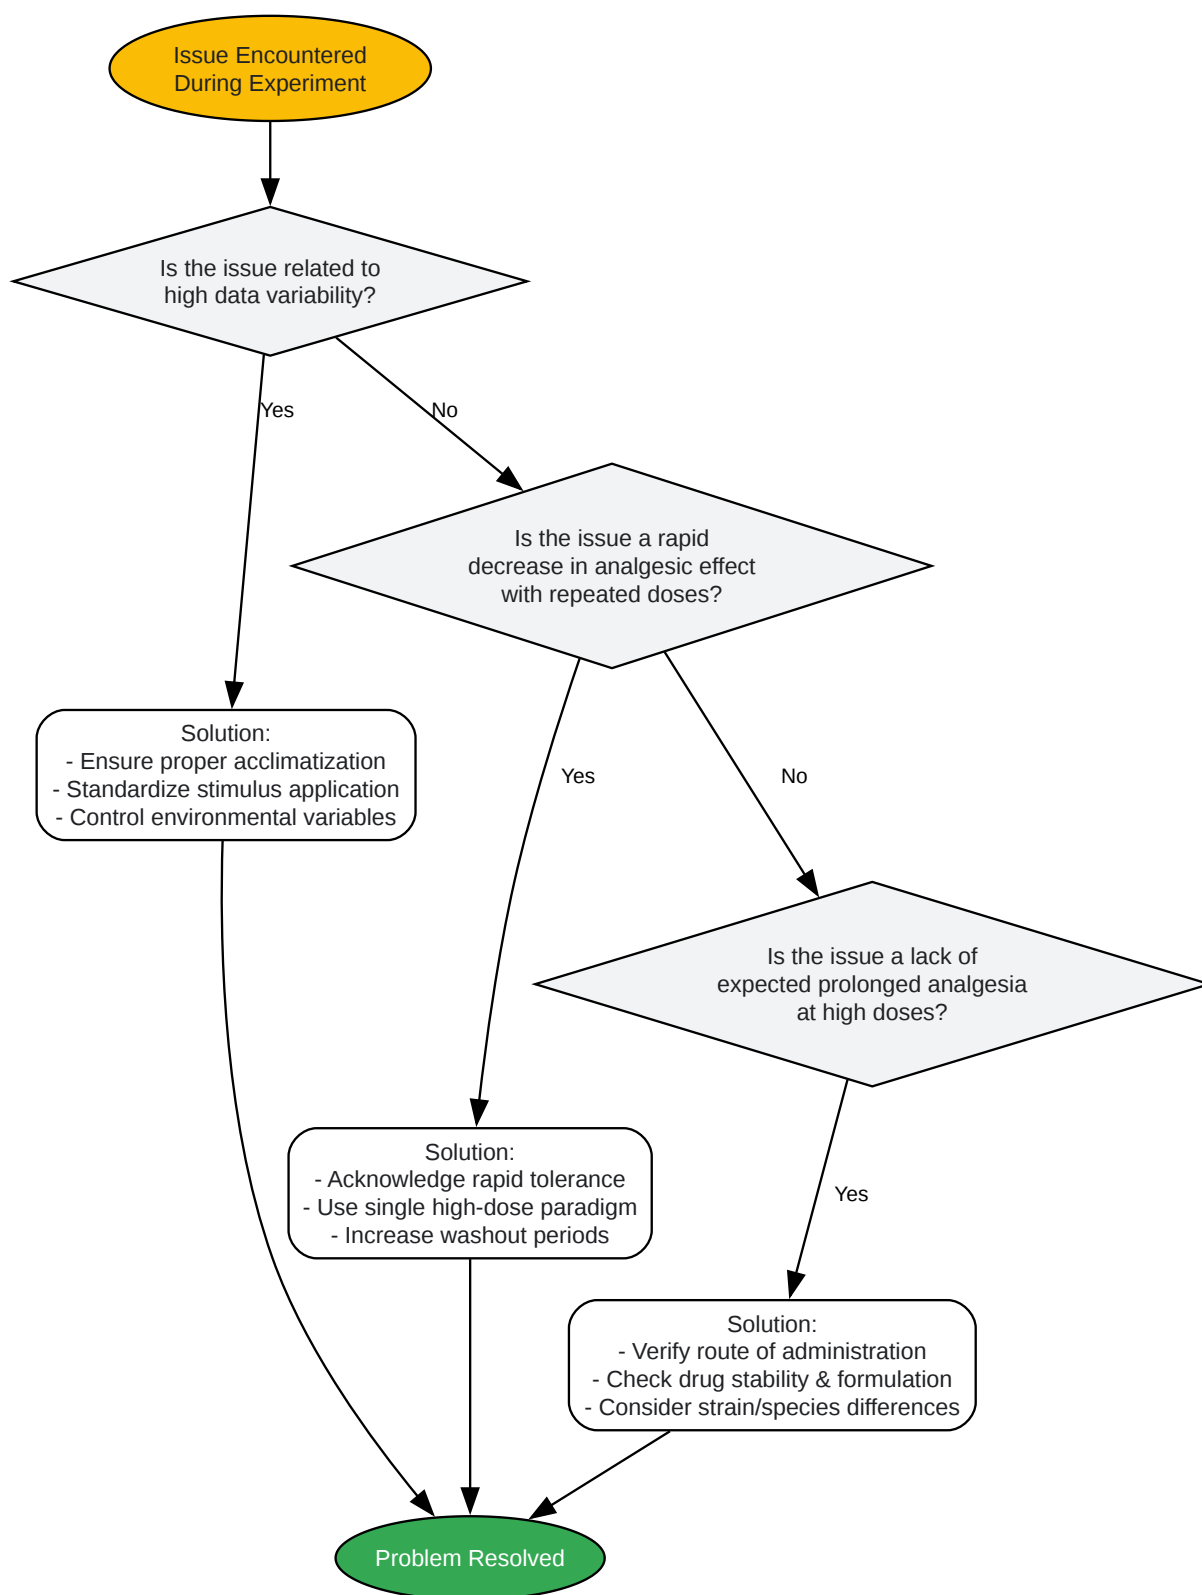 Issue Encountered
During Experiment
Is the issue related to
high data variability?
Yes
No
Is the issue a rapid
decrease in analgesic effect
with repeated doses?
Solution:
- Ensure proper acclimatization
- Standardize stimulus application
- Control environmental variables
Yes
No
Is the issue a lack of
expected prolonged analgesia
at high doses?
Solution:
- Acknowledge rapid tolerance
- Use single high-dose paradigm
- Increase washout periods
Yes
Solution:
- Verify route of administration
- Check drug stability & formulation
- Consider strain/species differences
Problem Resolved